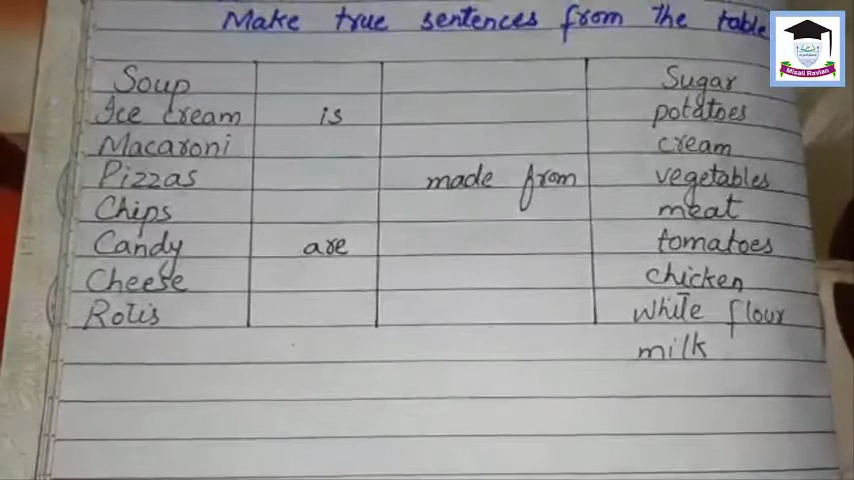 Make true sentences from the table
Soup Sugar
Ice cream is potatoes
Macaroni cream
Pizzas made from vegetables
Chips meat
Candy are tomatoes
Cheese chicken
Rotis white flour
milk
Misali Ravian